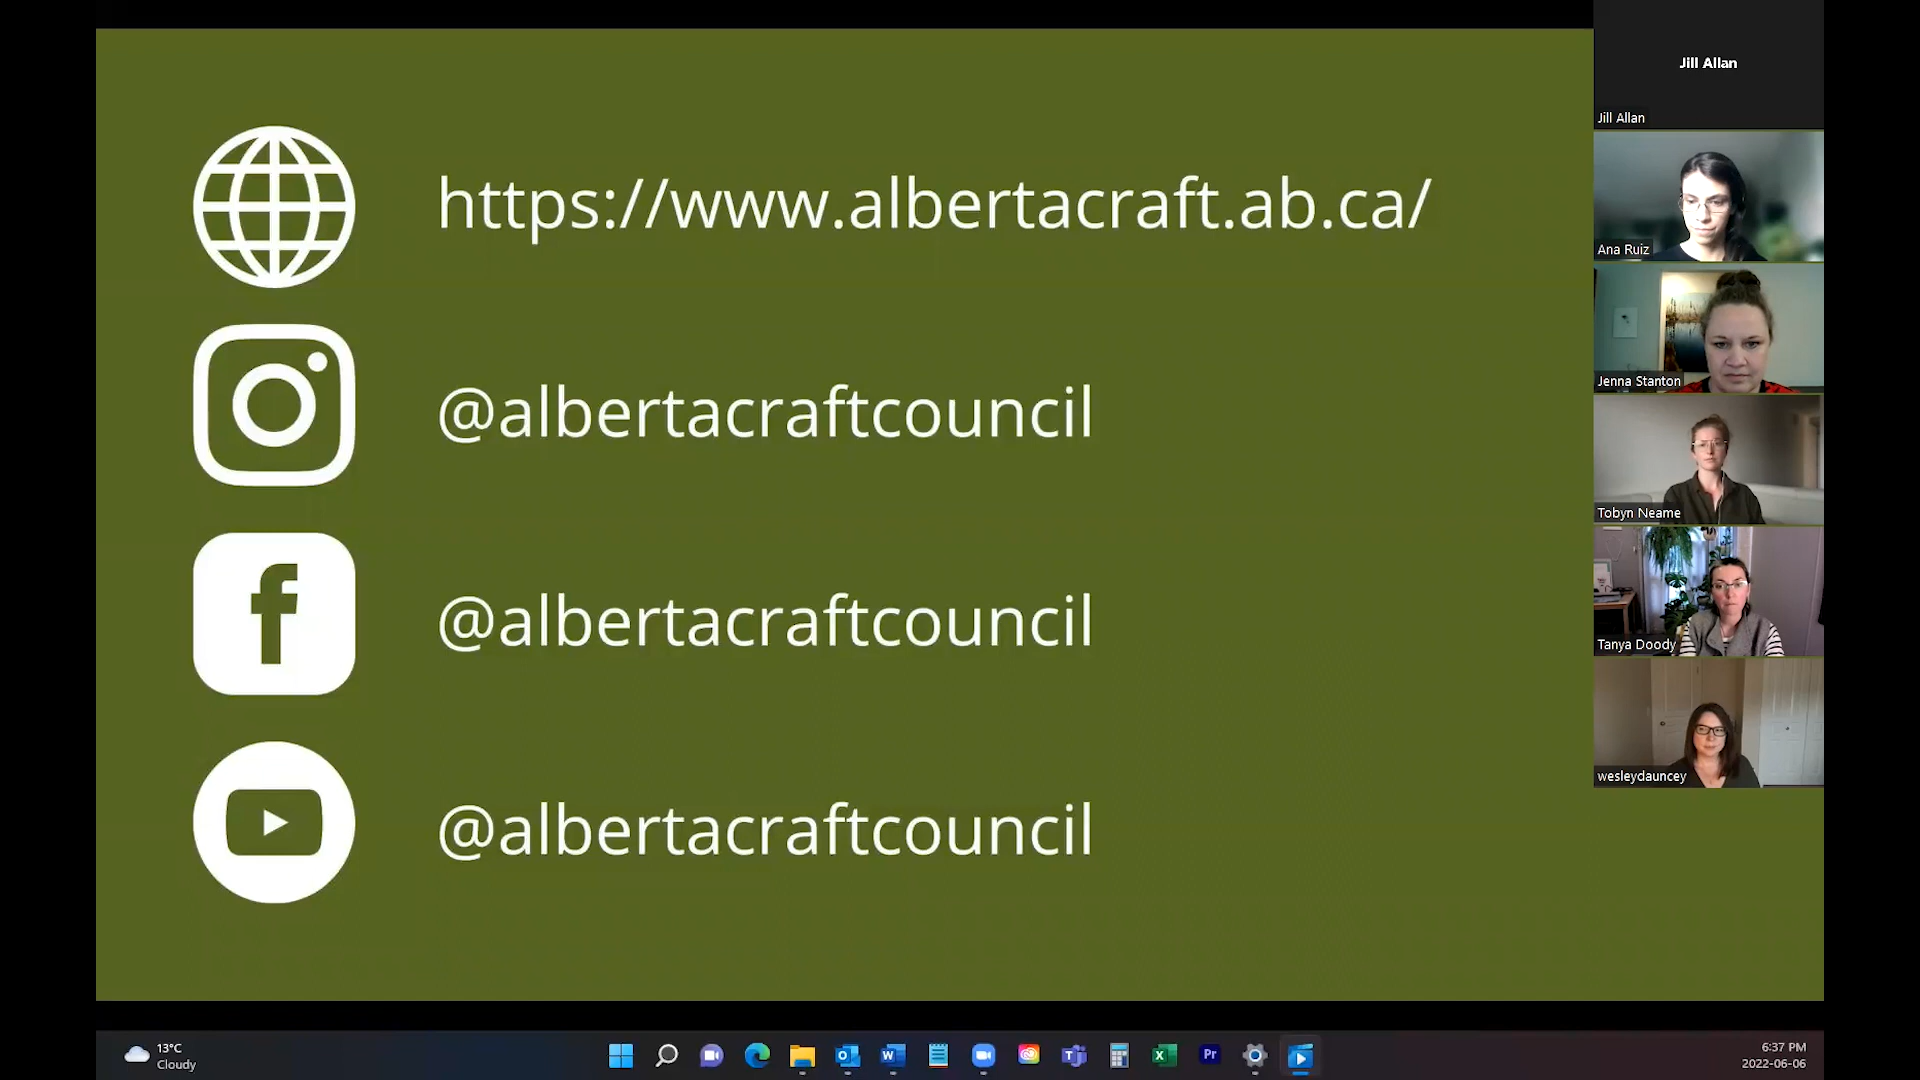 https://www.albertacraft.ab.ca/
@albertacraftcouncil
@albertacraftcouncil
@albertacraftcouncil
Jill Allan
Jill Allan
Ana Ruiz
Jenna Stanton
Tobyn Neame
Tanya Doody
wesleydauncey
13°C
Cloudy
6:37 PM
2022-06-06